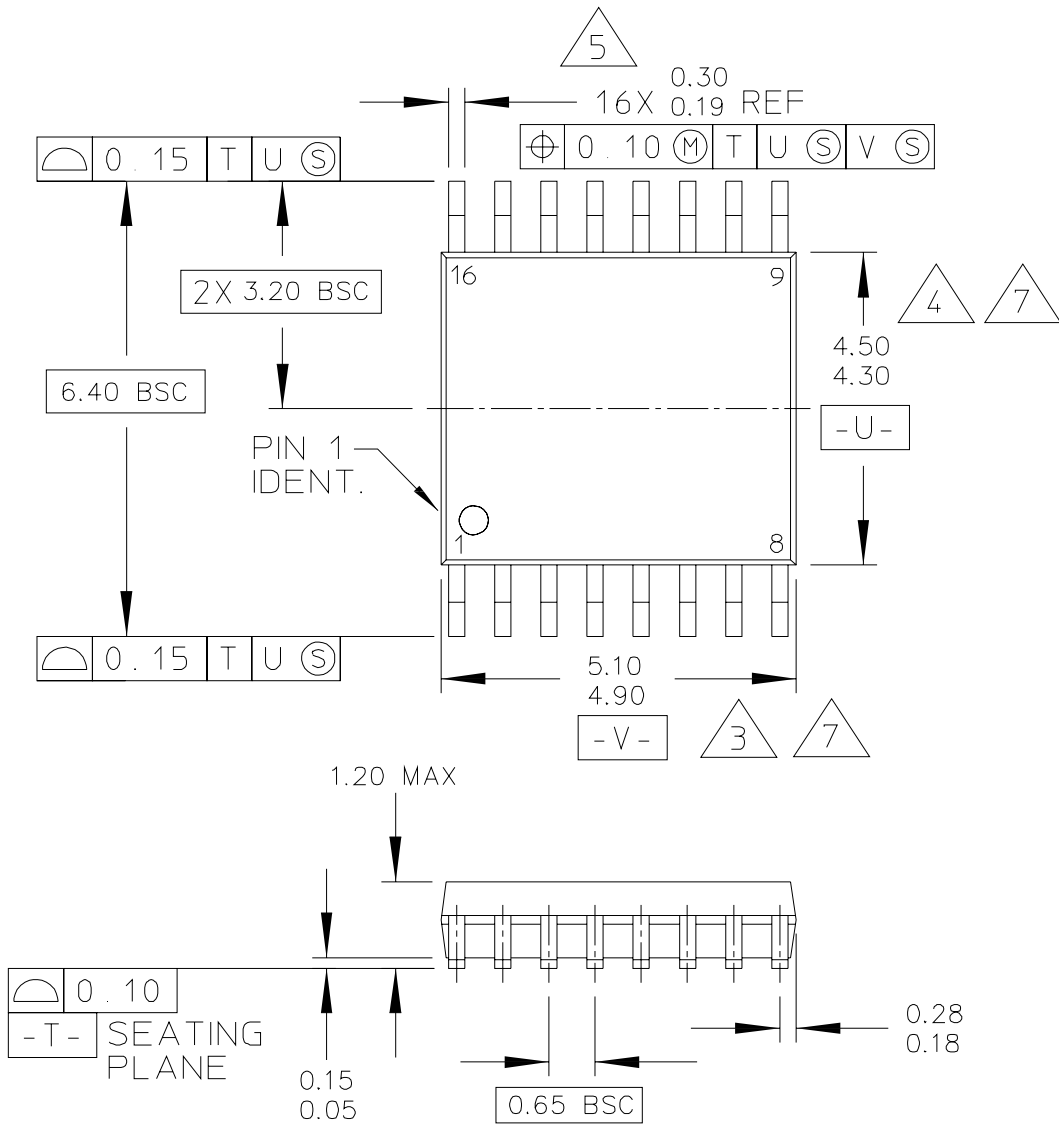 5
0.30
16X 0.19 REF
0.15 T U S
0.10 M T U S V S
16 9
2X 3.20 BSC
4 7
4.50
4.30
6.40 BSC
-U-
PIN 1
IDENT.
1 8
0.15 T U S
5.10
4.90
-V- 3 7
1.20 MAX
0.10
-T- SEATING
PLANE
0.28
0.18
0.15
0.05
0.65 BSC